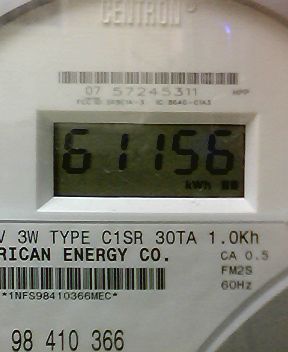 CENTRON
07 57245311
61156
kWh
V 3W TYPE C1SR 30TA 1.0Kh
RICAN ENERGY CO.
CA 0.5
FM2S
60Hz
*1NFS98410366MEC*
98 410 366